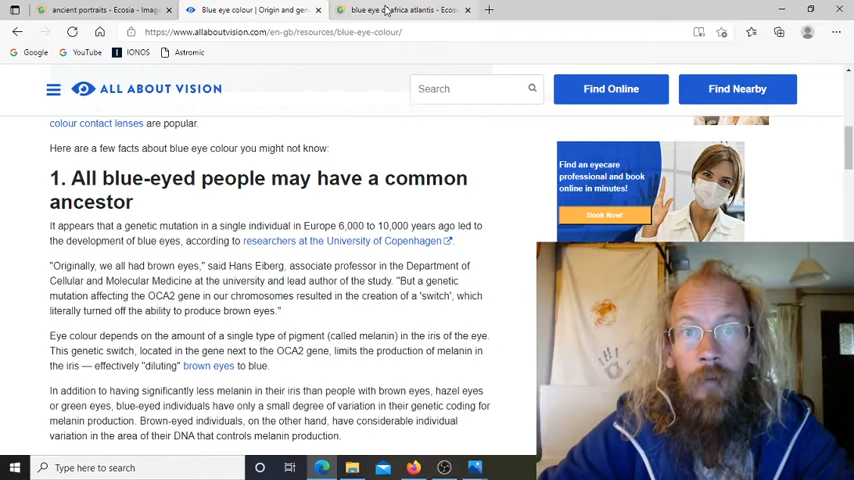 ancient portraits - Ecosia - Imag
Blue eye colour | Origin and gen
blue eye africa atlantis - Ecosi
https://www.allaboutvision.com/en-gb/resources/blue-eye-colour/
Google
YouTube
IONOS
Astromic
ALL ABOUT VISION
Search
Find Online
Find Nearby
colour contact lenses are popular.
Here are a few facts about blue eye colour you might not know:
1. All blue-eyed people may have a common
ancestor
It appears that a genetic mutation in a single individual in Europe 6,000 to 10,000 years ago led to
the development of blue eyes, according to researchers at the University of Copenhagen.
"Originally, we all had brown eyes," said Hans Eiberg, associate professor in the Department of
Cellular and Molecular Medicine at the university and lead author of the study. "But a genetic
mutation affecting the OCA2 gene in our chromosomes resulted in the creation of a 'switch', which
literally turned off the ability to produce brown eyes."
Eye colour depends on the amount of a single type of pigment (called melanin) in the iris of the eye.
This genetic switch, located in the gene next to the OCA2 gene, limits the production of melanin in
the iris — effectively "diluting" brown eyes to blue.
In addition to having significantly less melanin in their iris than people with brown eyes, hazel eyes
or green eyes, blue-eyed individuals have only a small degree of variation in their genetic coding for
melanin production. Brown-eyed individuals, on the other hand, have considerable individual
variation in the area of their DNA that controls melanin production.
Find an eyecare
professional and book
online in minutes!
Book Now!
Type here to search